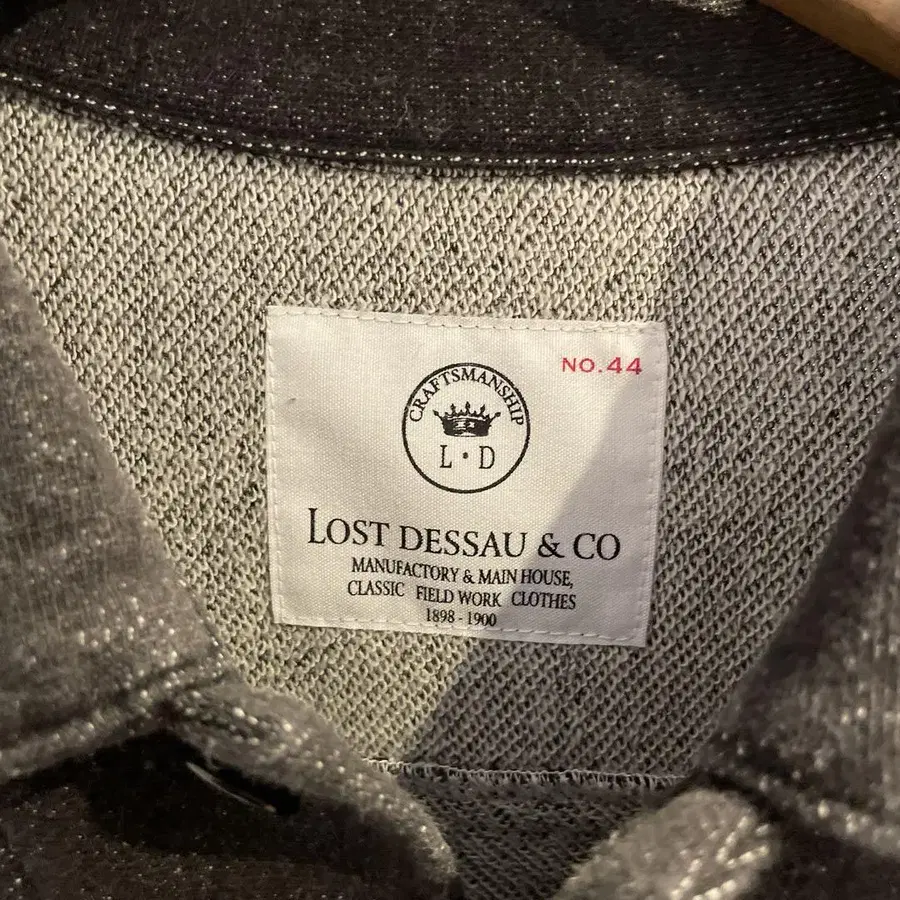 NO.44
CRAFTSMANSHIP
L·D
LOST DESSAU & CO
MANUFACTORY & MAIN HOUSE,
CLASSIC FIELD WORK CLOTHES
1898-1900